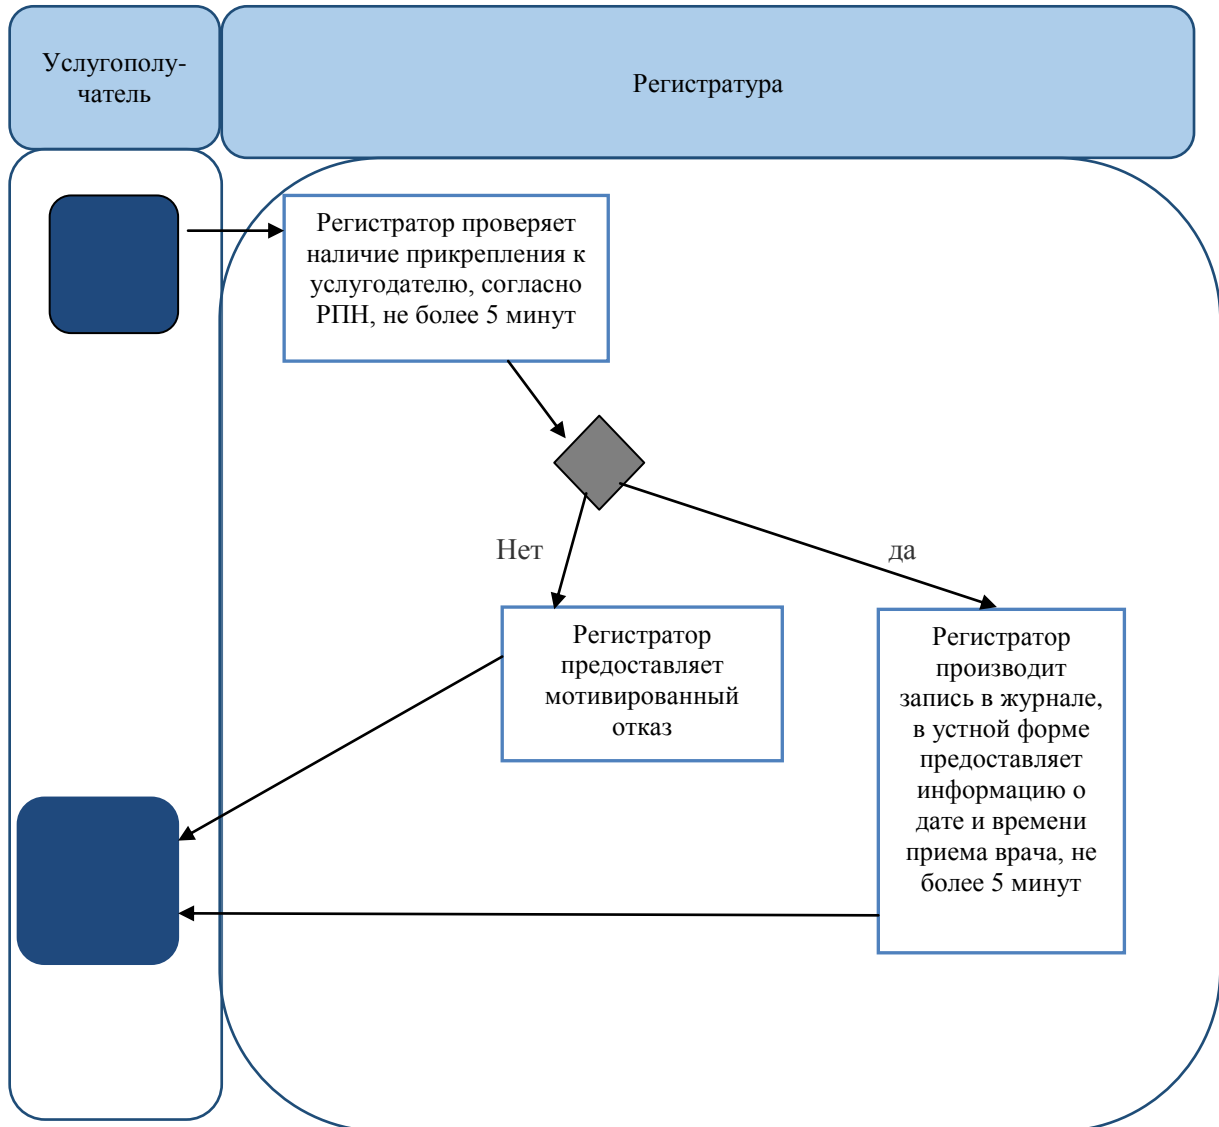 Услугополу-
чатель
Регистратура
Регистратор проверяет
наличие прикрепления к
услугодателю, согласно
РПН, не более 5 минут
Нет
да
Регистратор
предоставляет
мотивированный
отказ
Регистратор
производит
запись в журнале,
в устной форме
предоставляет
информацию о
дате и времени
приема врача, не
более 5 минут